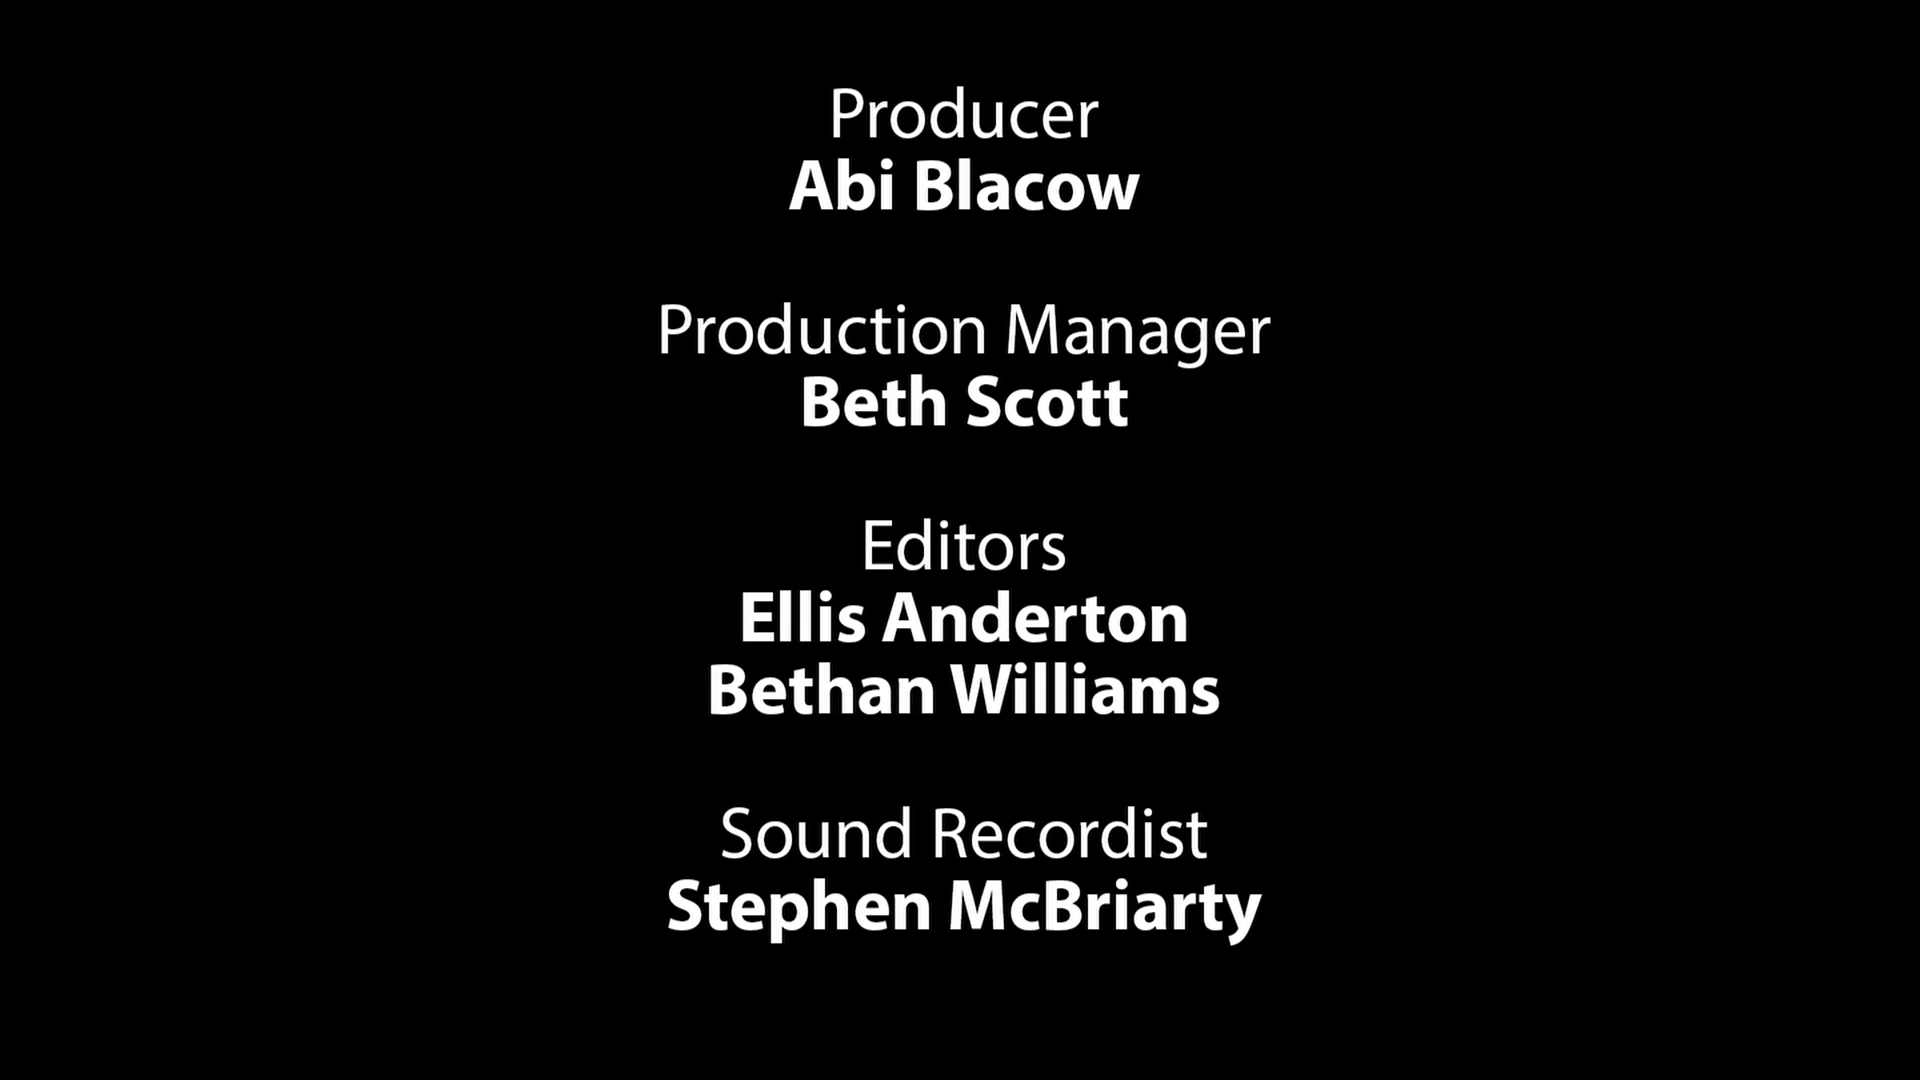 Producer
Abi Blacow
Production Manager
Beth Scott
Editors
Ellis Anderton
Bethan Williams
Sound Recordist
Stephen McBriarty